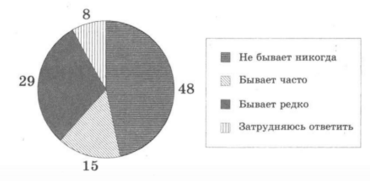 8
29
48
15
Не бывает никогда
Бывает часто
Бывает редко
Затрудняюсь ответить